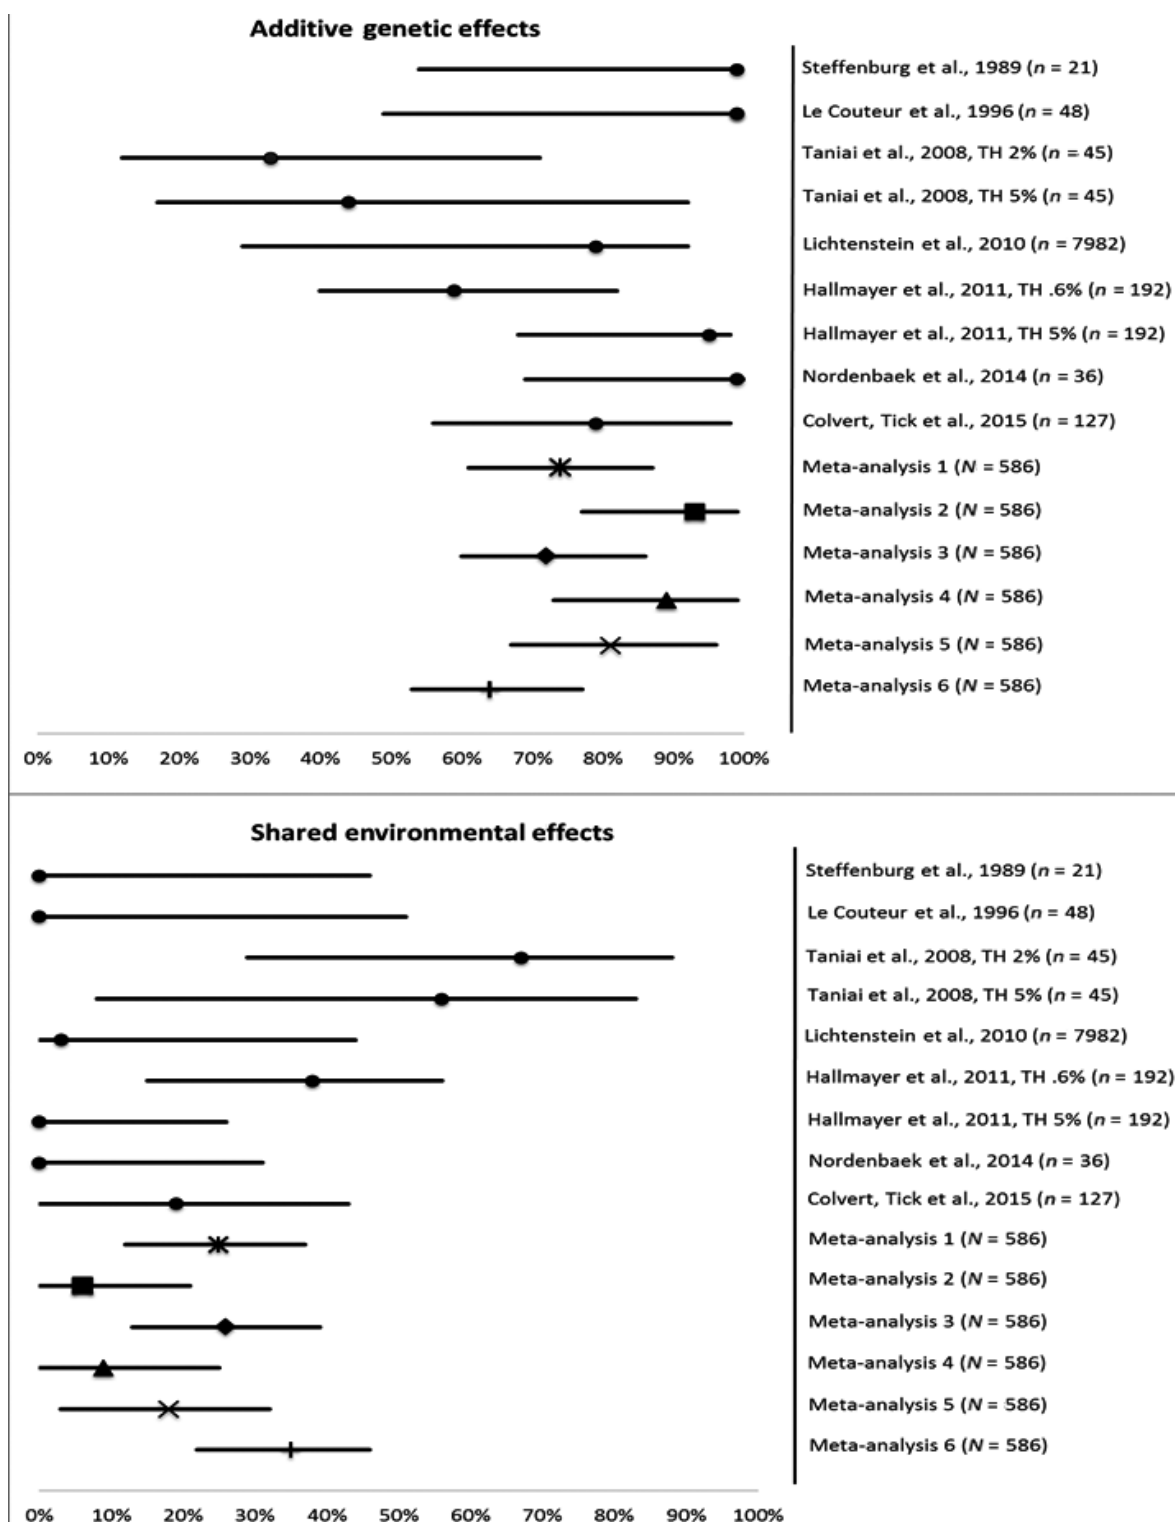 Additive genetic effects
Steffenburg et al., 1989 (n = 21)
Le Couteur et al., 1996 (n = 48)
Taniai et al., 2008, TH 2% (n = 45)
Taniai et al., 2008, TH 5% (n = 45)
Lichtenstein et al., 2010 (n = 7982)
Hallmayer et al., 2011, TH .6% (n = 192)
Hallmayer et al., 2011, TH 5% (n = 192)
Nordenbaek et al., 2014 (n = 36)
Colvert, Tick et al., 2015 (n = 127)
Meta-analysis 1 (N = 586)
Meta-analysis 2 (N = 586)
Meta-analysis 3 (N = 586)
Meta-analysis 4 (N = 586)
Meta-analysis 5 (N = 586)
Meta-analysis 6 (N = 586)
0% 10% 20% 30% 40% 50% 60% 70% 80% 90% 100%
Shared environmental effects
Steffenburg et al., 1989 (n = 21)
Le Couteur et al., 1996 (n = 48)
Taniai et al., 2008, TH 2% (n = 45)
Taniai et al., 2008, TH 5% (n = 45)
Lichtenstein et al., 2010 (n = 7982)
Hallmayer et al., 2011, TH .6% (n = 192)
Hallmayer et al., 2011, TH 5% (n = 192)
Nordenbaek et al., 2014 (n = 36)
Colvert, Tick et al., 2015 (n = 127)
Meta-analysis 1 (N = 586)
Meta-analysis 2 (N = 586)
Meta-analysis 3 (N = 586)
Meta-analysis 4 (N = 586)
Meta-analysis 5 (N = 586)
Meta-analysis 6 (N = 586)
0% 10% 20% 30% 40% 50% 60% 70% 80% 90% 100%